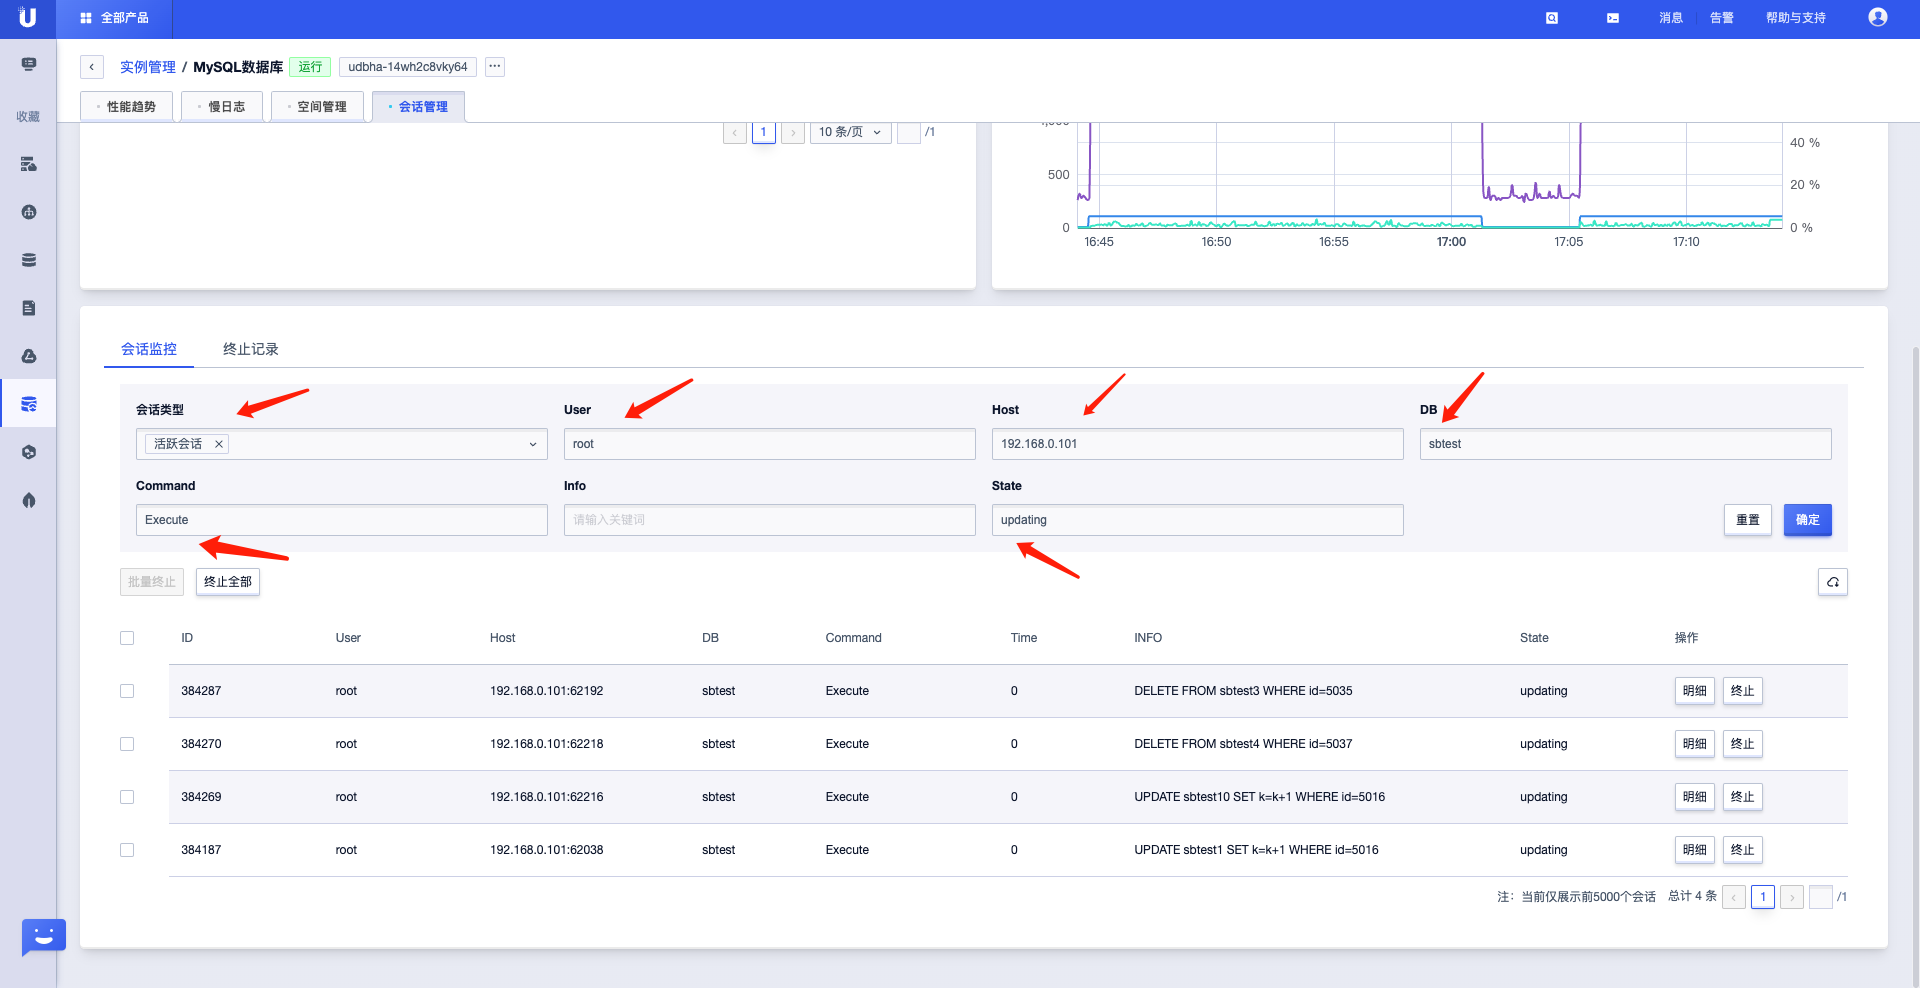 全部产品
消息
告警
帮助与支持
收藏
实例管理 / MySQL数据库 运行 udbha-14wh2c8vky64 ...
性能趋势
慢日志
空间管理
会话管理
1
10 条/页
/1
500
0
40 %
20 %
0 %
16:45
16:50
16:55
17:00
17:05
17:10
会话监控
终止记录
会话类型
User
Host
DB
活跃会话
root
192.168.0.101
sbtest
Command
Info
State
Execute
请输入关键词
updating
重置
确定
批量终止
终止全部
ID User Host DB Command Time INFO State 操作
384287 root 192.168.0.101:62192 sbtest Execute 0 DELETE FROM sbtest3 WHERE id=5035 updating 明细 终止
384270 root 192.168.0.101:62218 sbtest Execute 0 DELETE FROM sbtest4 WHERE id=5037 updating 明细 终止
384269 root 192.168.0.101:62216 sbtest Execute 0 UPDATE sbtest10 SET k=k+1 WHERE id=5016 updating 明细 终止
384187 root 192.168.0.101:62038 sbtest Execute 0 UPDATE sbtest1 SET k=k+1 WHERE id=5016 updating 明细 终止
注：当前仅展示前5000个会话 总计 4 条 1 /1